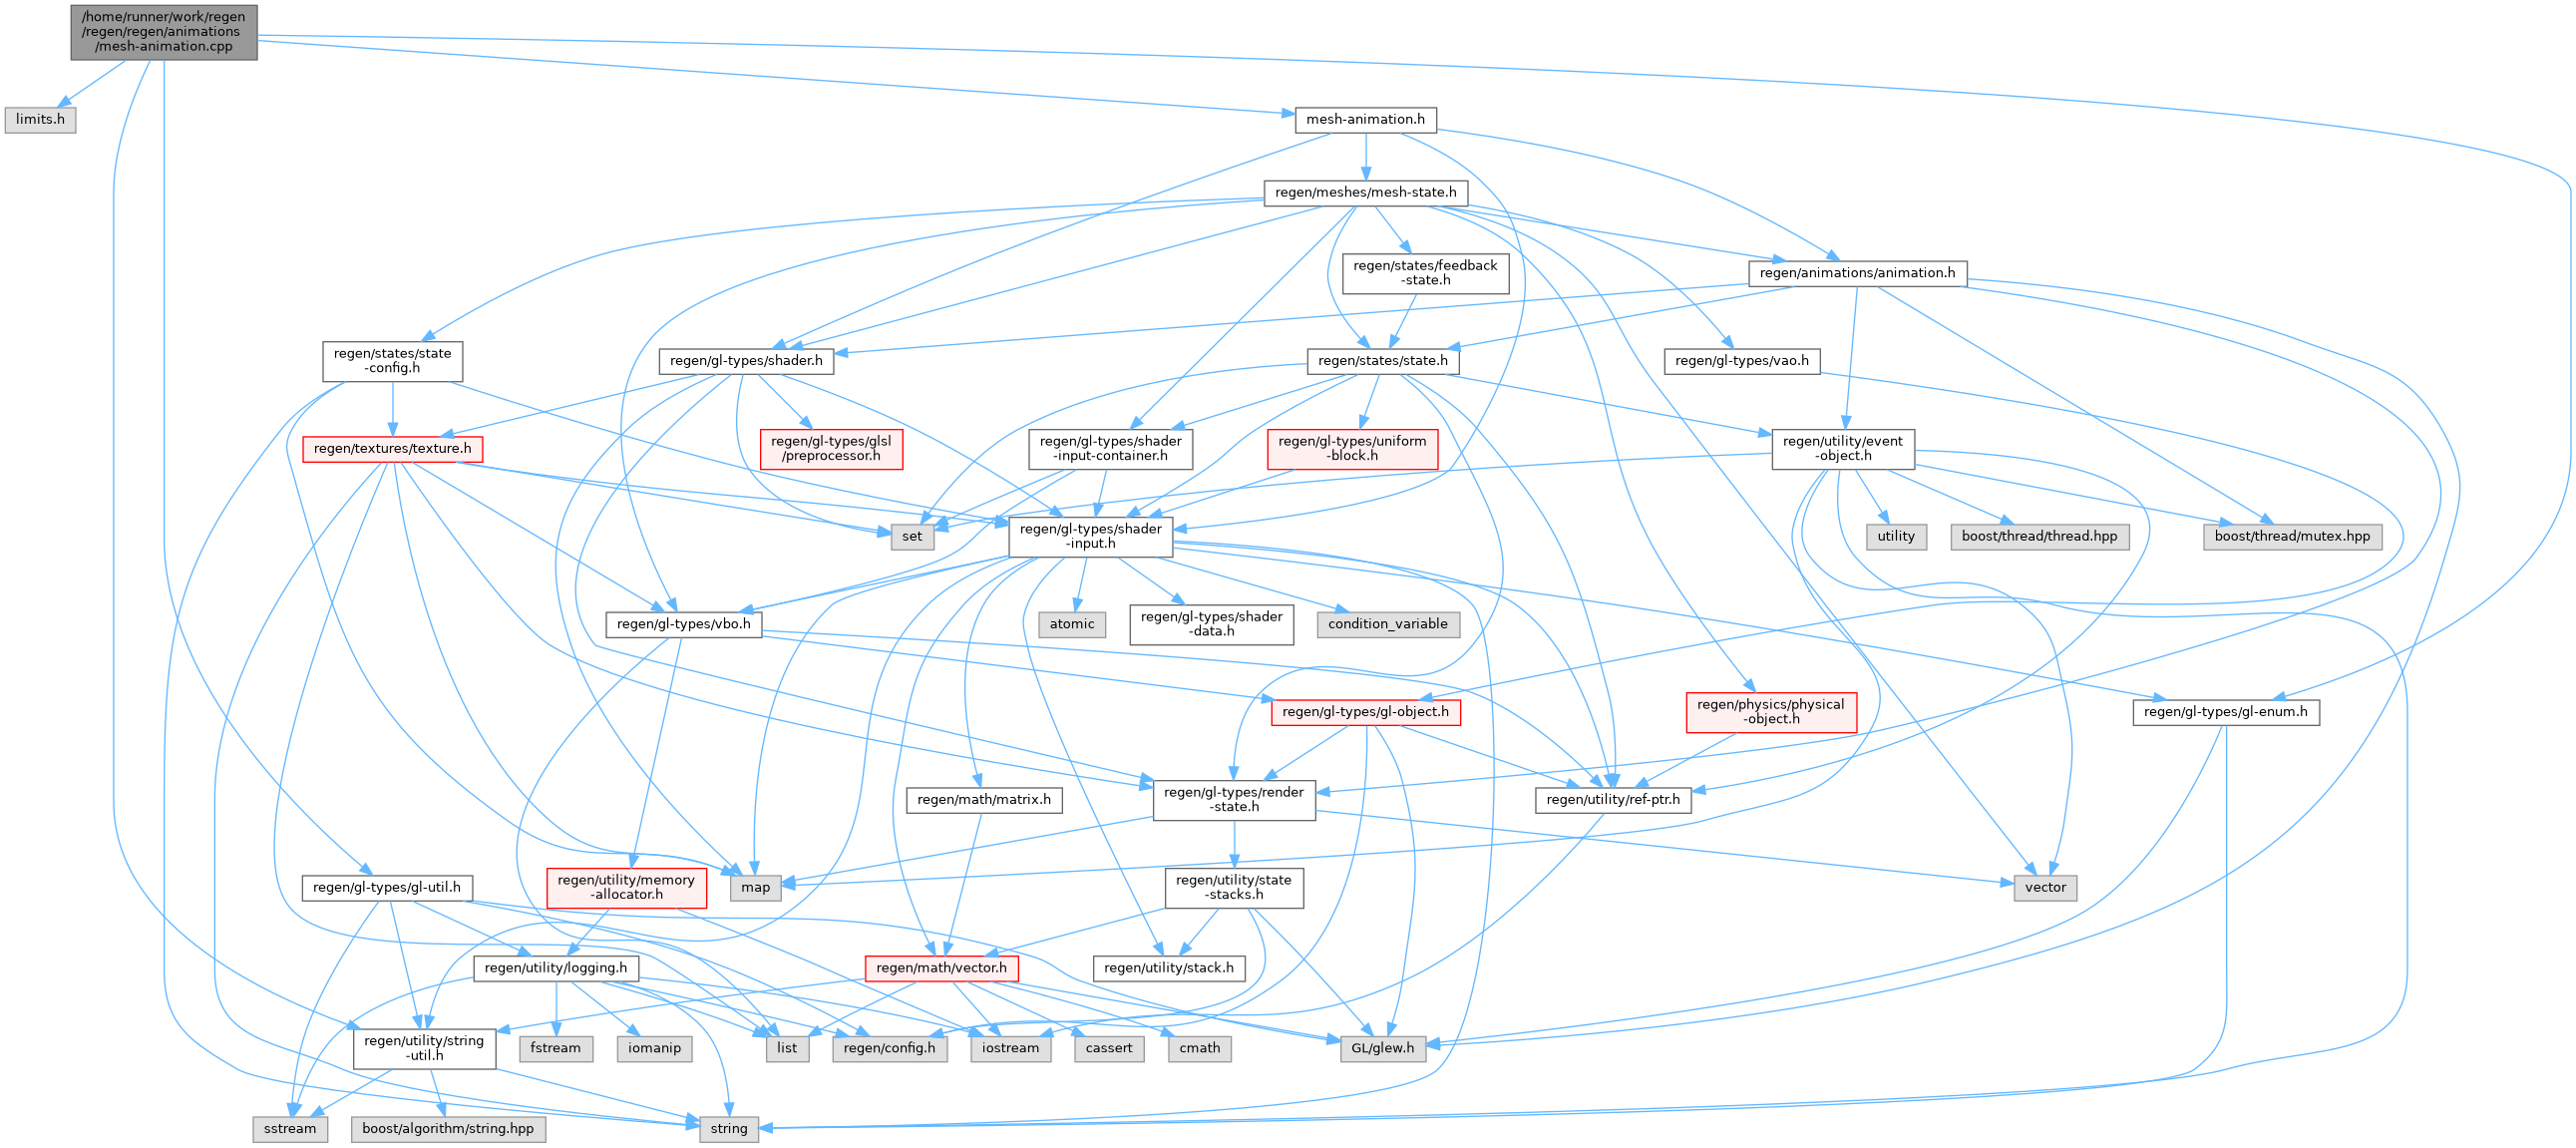 /home/runner/work/regen
/regen/regen/animations
/mesh-animation.cpp
limits.h
mesh-animation.h
regen/meshes/mesh-state.h
regen/states/feedback
-state.h
regen/animations/animation.h
regen/states/state
-config.h
regen/gl-types/shader.h
regen/states/state.h
regen/gl-types/vao.h
regen/textures/texture.h
regen/gl-types/glsl
/preprocessor.h
regen/gl-types/shader
-input-container.h
regen/gl-types/uniform
-block.h
regen/utility/event
-object.h
set
regen/gl-types/shader
-input.h
utility
boost/thread/thread.hpp
boost/thread/mutex.hpp
regen/gl-types/vbo.h
atomic
regen/gl-types/shader
-data.h
condition_variable
regen/gl-types/gl-object.h
regen/physics/physical
-object.h
regen/gl-types/gl-enum.h
regen/math/matrix.h
regen/gl-types/render
-state.h
regen/utility/ref-ptr.h
regen/gl-types/gl-util.h
regen/utility/memory
-allocator.h
map
regen/utility/state
-stacks.h
vector
regen/utility/logging.h
regen/math/vector.h
regen/utility/stack.h
regen/utility/string
-util.h
fstream
iomanip
list
regen/config.h
iostream
cassert
cmath
GL/glew.h
sstream
boost/algorithm/string.hpp
string